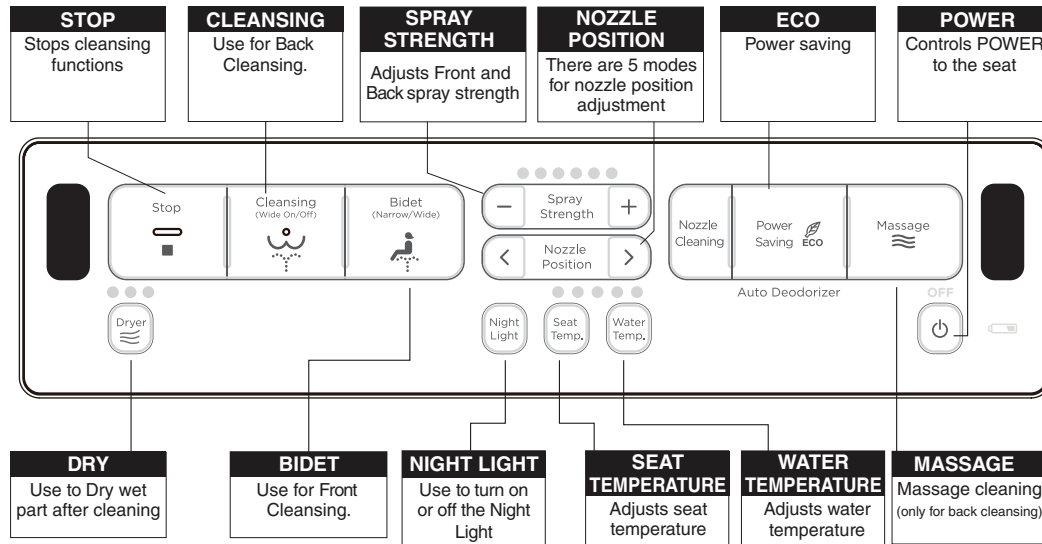 STOP
Stops cleansing
functions
CLEANSING
Use for Back
Cleansing.
SPRAY
STRENGTH
Adjusts Front and
Back spray strength
NOZZLE
POSITION
There are 5 modes
for nozzle position
adjustment
ECO
Power saving
POWER
Controls POWER
to the seat
Stop
Cleansing
(Wide On/Off)
Bidet
(Narrow/Wide)
Spray
Strength
Nozzle
Position
Nozzle
Cleaning
Power
Saving
ECO
Massage
Auto Deodorizer
OFF
Dryer
Night
Light
Seat
Temp.
Water
Temp.
DRY
Use to Dry wet
part after cleaning
BIDET
Use for Front
Cleansing.
NIGHT LIGHT
Use to turn on
or off the Night
Light
SEAT
TEMPERATURE
Adjusts seat
temperature
WATER
TEMPERATURE
Adjusts water
temperature
MASSAGE
Massage cleaning
(only for back cleansing)